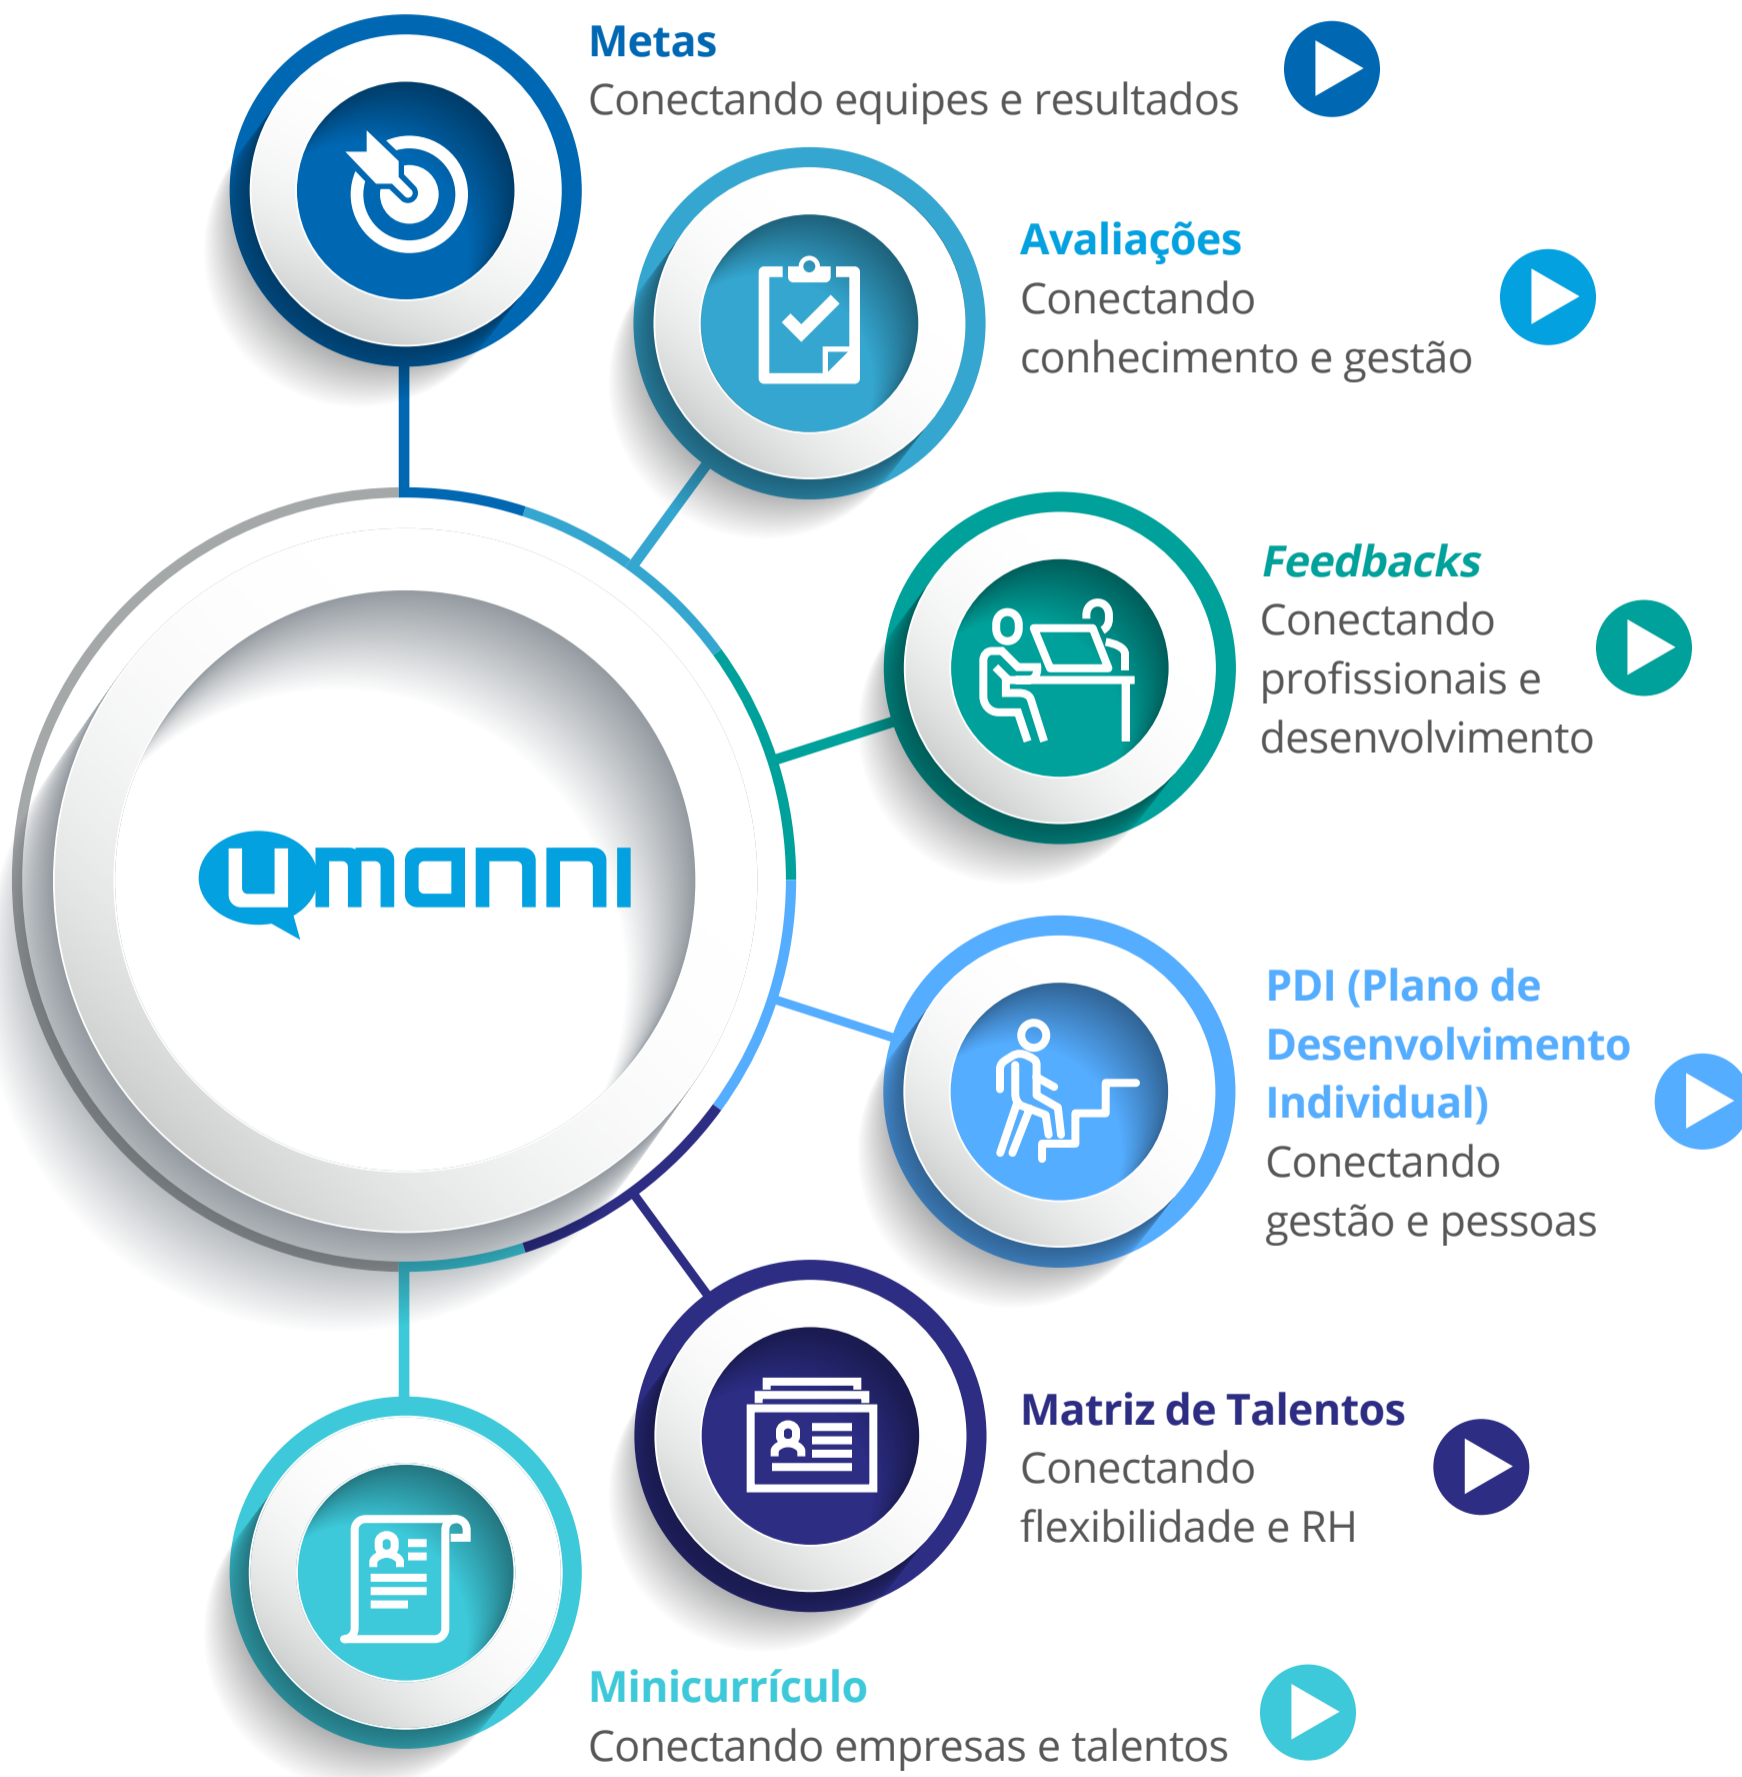 Metas
Conectando equipes e resultados
Avaliações
Conectando
conhecimento e gestão
Feedbacks
Conectando
profissionais e
desenvolvimento
umanni
PDI (Plano de
Desenvolvimento
Individual)
Conectando
gestão e pessoas
Matriz de Talentos
Conectando
flexibilidade e RH
Minicurrículo
Conectando empresas e talentos